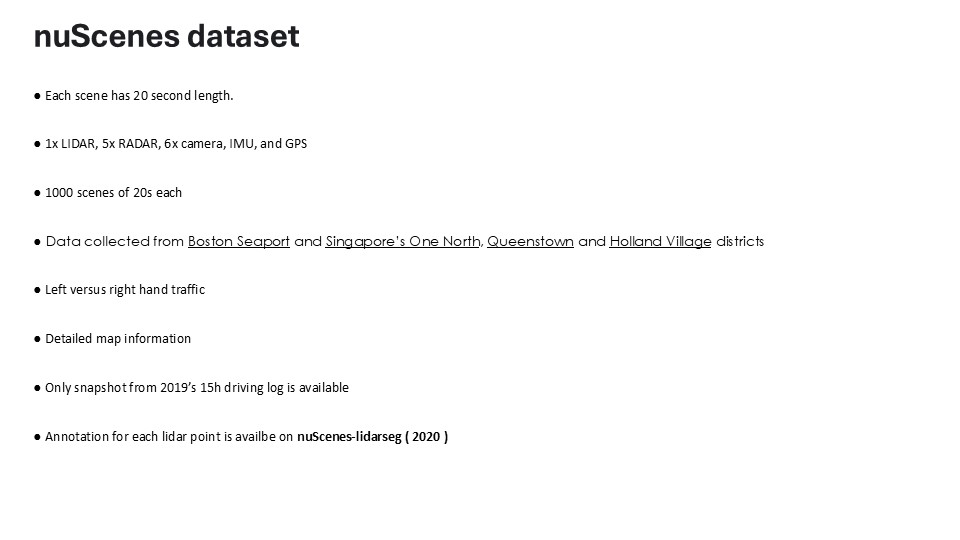 nuScenes dataset
● Each scene has 20 second length.
● 1x LIDAR, 5x RADAR, 6x camera, IMU, and GPS
● 1000 scenes of 20s each
● Data collected from Boston Seaport and Singapore's One North, Queenstown and Holland Village districts
● Left versus right hand traffic
● Detailed map information
● Only snapshot from 2019's 15h driving log is available
● Annotation for each lidar point is availbe on nuScenes-lidarseg ( 2020 )